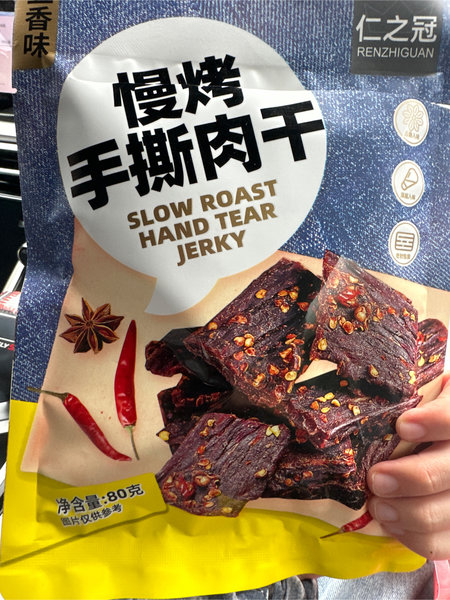 香味
仁之冠
RENZHIGUAN
慢烤
手撕肉干
SLOW ROAST
HAND TEAR
JERKY
净含量:80克
图片仅供参考